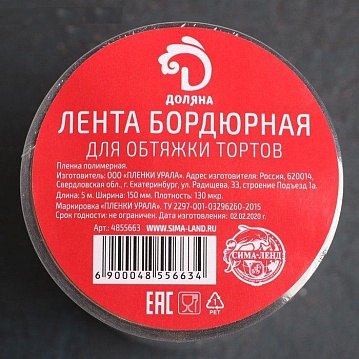 ДОЛЯНА
ЛЕНТА БОРДЮРНАЯ
ДЛЯ ОБТЯЖКИ ТОРТОВ
Пленка полимерная.
Изготовитель: ООО «ПЛЕНКИ УРАЛА». Адрес изготовителя: Россия, 620014,
Свердловская обл., г. Екатеринбург, ул. Радищева, 33, строение Подъезд 1а.
Длина: 5 м. Ширина: 150 мм. Плотность: 130 мкр.
Маркировка «ПЛЕНКИ УРАЛА». ТУ 2297-001-03296260-2015
Срок годности: не ограничен. Дата изготовления: 02.02.2020 г.
Арт.: 4855663 WWW.SIMA-LAND.RU
6 900048 556634
СИМА-ЛЕНД
EAC
1
PET